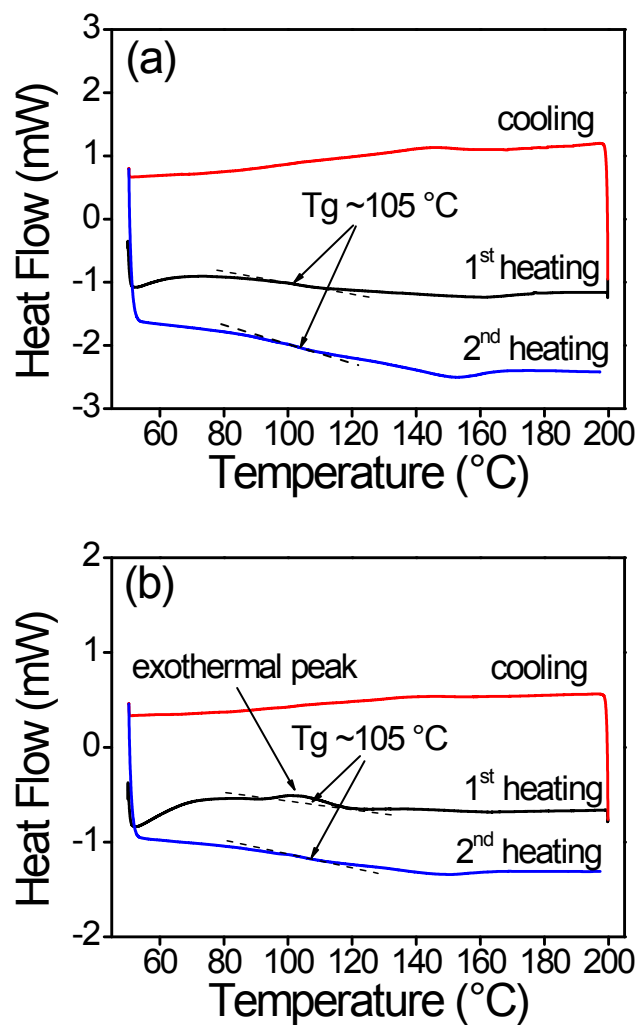 (a)
3
2
1
0
-1
-2
-3
Heat Flow (mW)
cooling
Tg ~105 °C
1st heating
2nd heating
60 80 100 120 140 160 180 200
Temperature (°C)
(b)
2
1
0
-1
-2
Heat Flow (mW)
exothermal peak
cooling
Tg ~105 °C
1st heating
2nd heating
60 80 100 120 140 160 180 200
Temperature (°C)